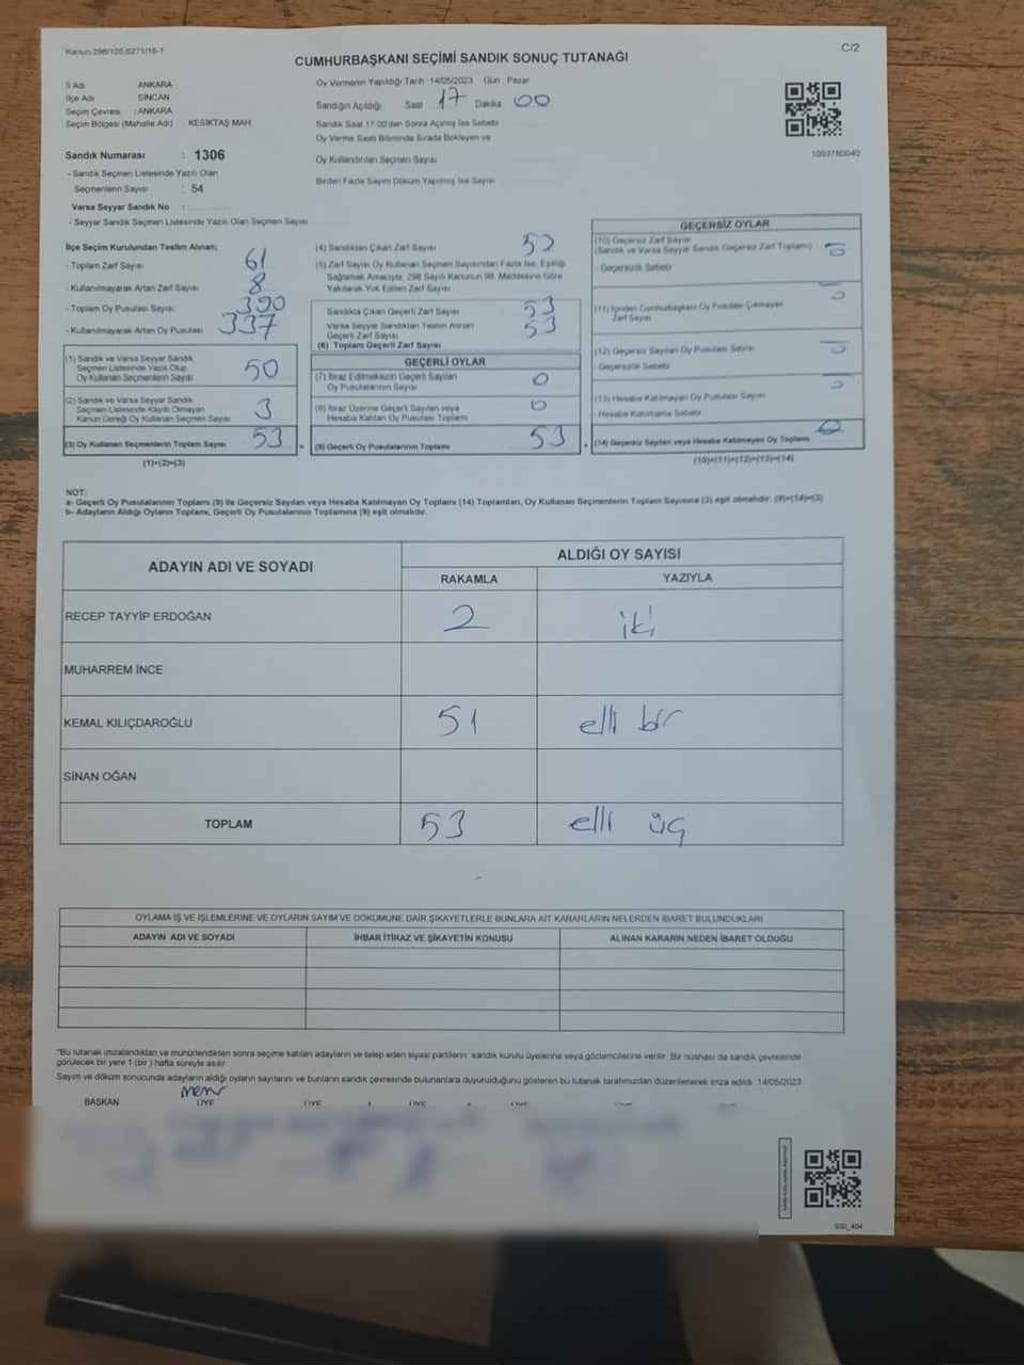 Kanun 298/105-5271/16-1
C/2
CUMHURBAŞKANI SEÇİMİ SANDIK SONUÇ TUTANAĞI
İl Adı ANKARA
İlçe Adı SİNCAN
Seçim Çevresi : ANKARA
Seçim Bölgesi (Mahalle Adı) KESİKTAŞ MAH.
Sandık Numarası : 1306
- Sandık Seçmen Listesinde Yazılı Olan
Seçmenlerin Sayısı : 54
Varsa Seyyar Sandık No :
- Seyyar Sandık Seçmen Listesinde Yazılı Olan Seçmen Sayısı
Oy Vermenin Yapıldığı Tarih 14/05/2023 Gün Pazar
Sandığın Açıldığı Saat 17 Dakika 00
Sandık Saat 17:00'dan Sonra Açılmış İse Sebebi
Oy Verme Saati Bitiminde Sırada Bekleyen ve
Oy Kullandırılan Seçmen Sayısı
Birden Fazla Sayım Döküm Yapılmış İse Sayısı
1093780040
İlçe Seçim Kurulundan Teslim Alınan;
- Toplam Zarf Sayısı 61
- Kullanılmayarak Artan Zarf Sayısı 8
- Toplam Oy Pusulası Sayısı 390
- Kullanılmayarak Artan Oy Pusulası 337
(1) Sandık ve Varsa Seyyar Sandık
Seçmen Listesinde Yazılı Olup
Oy Kullanan Seçmenlerin Sayısı 50
(2) Sandık ve Varsa Seyyar Sandık
Seçmen Listesinde Kayıtlı Olmayan
Kanun Gereği Oy Kullanan Seçmen Sayısı 3
(3) Oy Kullanan Seçmenlerin Toplam Sayısı 53
(1)+(2)=(3)
(4) Sandıktan Çıkan Zarf Sayısı 53
(5) Zarf Sayısı Oy Kullanan Seçmen Sayısından Fazla İse, Eşitliği
Sağlamak Amacıyla, 298 Sayılı Kanunun 98. Maddesine Göre
Yakılarak Yok Edilen Zarf Sayısı
Sandıkta Çıkan Geçerli Zarf Sayısı 53
Varsa Seyyar Sandıktan Teslim Alınan
Geçerli Zarf Sayısı 53
(6) Toplam Geçerli Zarf Sayısı
GEÇERLİ OYLAR
(7) İtiraz Edilmeksizin Geçerli Sayılan
Oy Pusulalarının Sayısı 0
(8) İtiraz Üzerine Geçerli Sayılan veya
Hesaba Katılan Oy Pusulası Toplamı 0
(9) Geçerli Oy Pusulalarının Toplamı 53
GEÇERSİZ OYLAR
(10) Geçersiz Zarf Sayısı
(Sandık ve Varsa Seyyar Sandık Geçersiz Zarf Toplamı) 0
Geçersizlik Sebebi
(11) İçinden Cumhurbaşkanı Oy Pusulası Çıkmayan
Zarf Sayısı 0
(12) Geçersiz Sayılan Oy Pusulası Sayısı 0
Geçersizlik Sebebi
(13) Hesaba Katılmayan Oy Pusulası Sayısı 0
Hesaba Katılmama Sebebi
(14) Geçersiz Sayılan veya Hesaba Katılmayan Oy Toplamı 0
(10)+(11)+(12)+(13)=(14)
NOT:
a- Geçerli Oy Pusulalarının Toplamı (9) ile Geçersiz Sayılan veya Hesaba Katılmayan Oy Toplamı (14) Toplamları, Oy Kullanan Seçmenlerin Toplam Sayısına (3) eşit olmalıdır. (9)+(14)=(3)
b- Adayların Aldığı Oyların Toplamı, Geçerli Oy Pusulalarının Toplamına (9) eşit olmalıdır.
ADAYIN ADI VE SOYADI ALDIĞI OY SAYISI
RAKAMLA YAZIYLA
RECEP TAYYİP ERDOĞAN 2 iki
MUHARREM İNCE
KEMAL KILIÇDAROĞLU 51 elli bir
SİNAN OĞAN
TOPLAM 53 elli üç
OYLAMA İŞ VE İŞLEMLERİNE VE OYLARIN SAYIM VE DÖKÜMÜNE DAİR ŞİKAYETLERLE BUNLARA AİT KARARLARIN NELERDEN İBARET BULUNDUKLARI
ADAYIN ADI VE SOYADI İHBAR İTİRAZ VE ŞİKAYETİN KONUSU ALINAN KARARIN NEDEN İBARET OLDUĞU
"Bu tutanak imzalandıktan ve mühürlendikten sonra seçime katılan adayların ve talep eden siyasi partilerin sandık kurulu üyelerine veya gözlemcilerine verilir. Bir nüshası da sandık çevresinde
görülecek bir yere 1 (bir) hafta süreyle asılır.
Sayım ve döküm sonucunda adayların aldığı oyların sayılarını ve bunların sandık çevresinde bulunanlara duyurulduğunu gösteren bu tutanak tarafımızdan düzenlenerek imza edildi. 14/05/2023
BAŞKAN ÜYE ÜYE ÜYE ÜYE